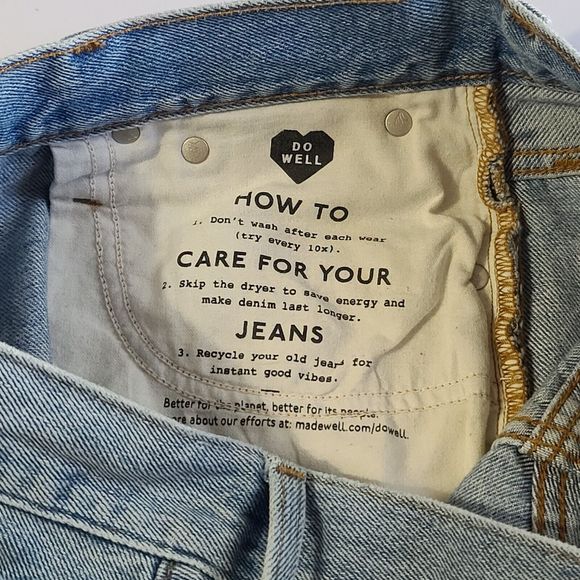 DO
WELL
HOW TO
1. Don't wash after each wear
(try every 10x).
CARE FOR YOUR
2. Skip the dryer to save energy and
make denim last longer.
JEANS
3. Recycle your old jeans for
instant good vibes.
Better for the planet, better for its people.
more about our efforts at: madewell.com/dowell.